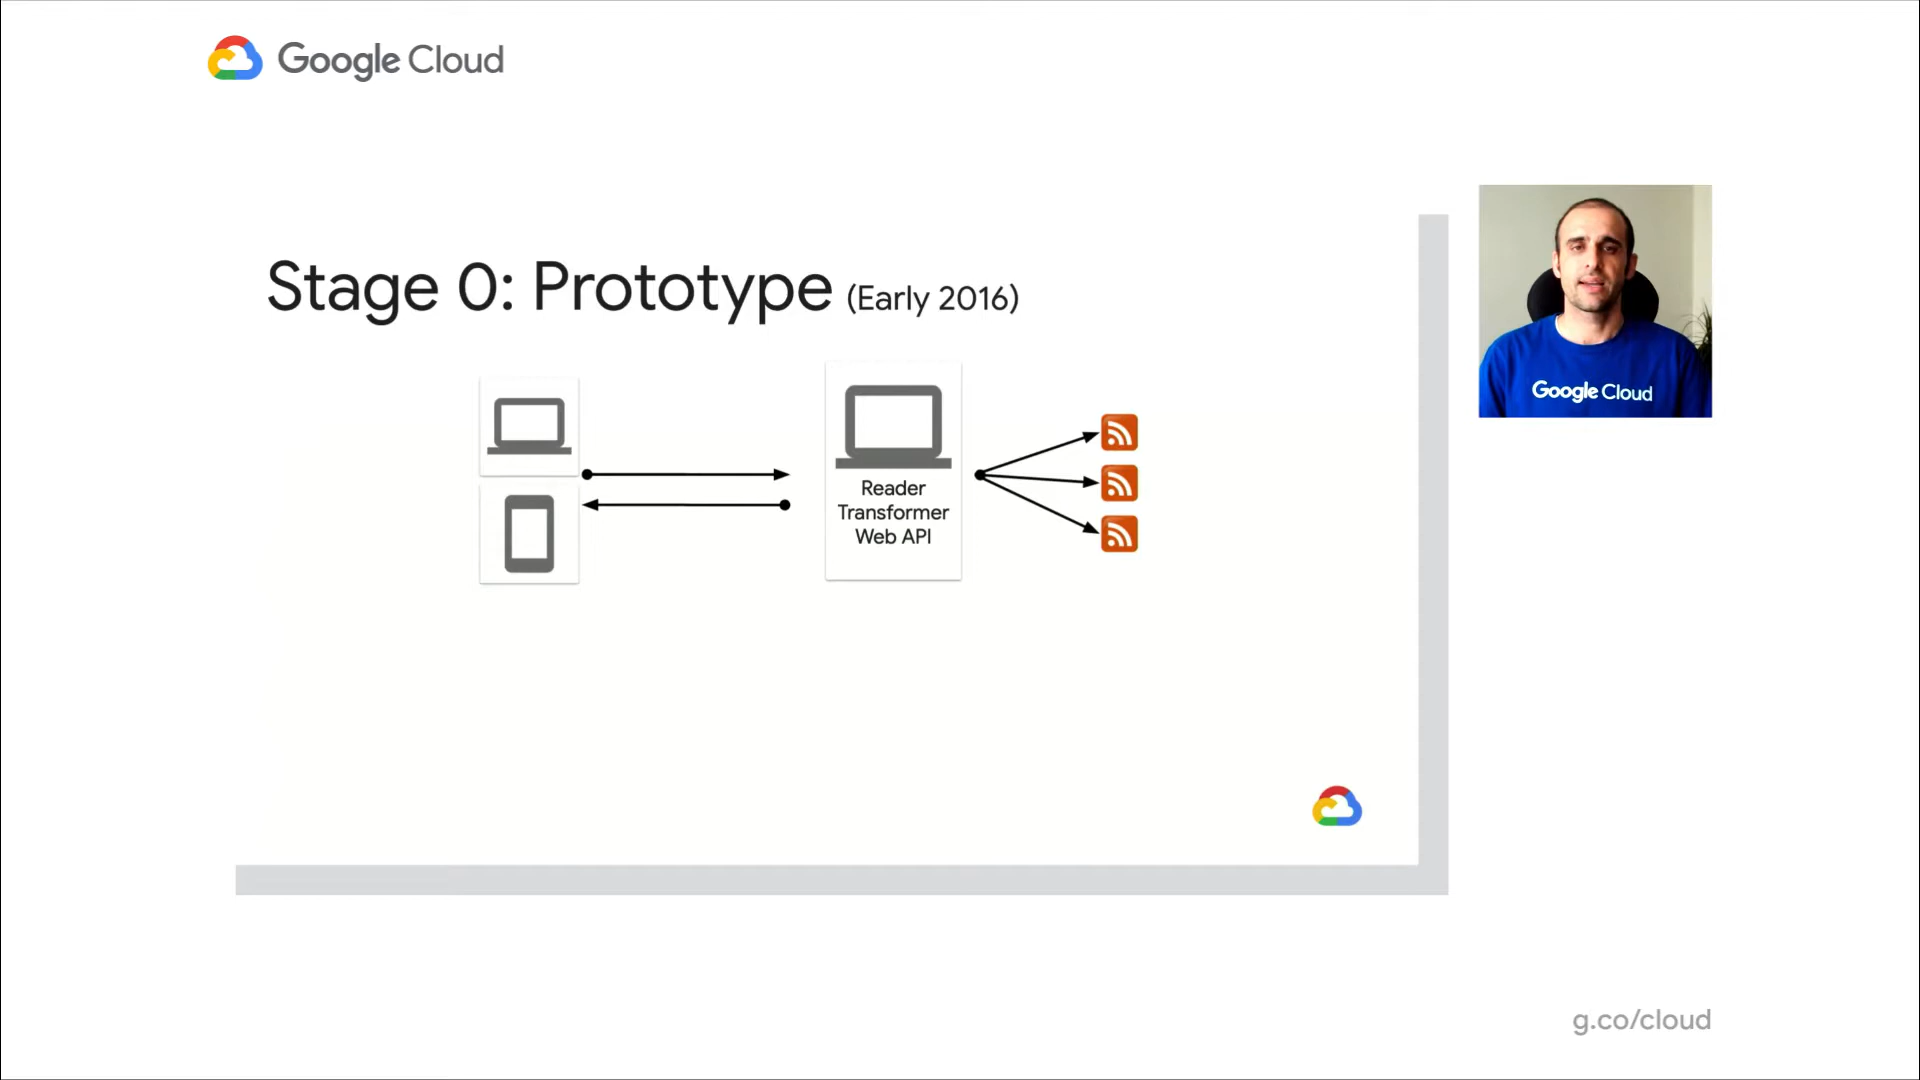 Google Cloud
Stage 0: Prototype (Early 2016)
Reader
Transformer
Web API
Google Cloud
g.co/cloud